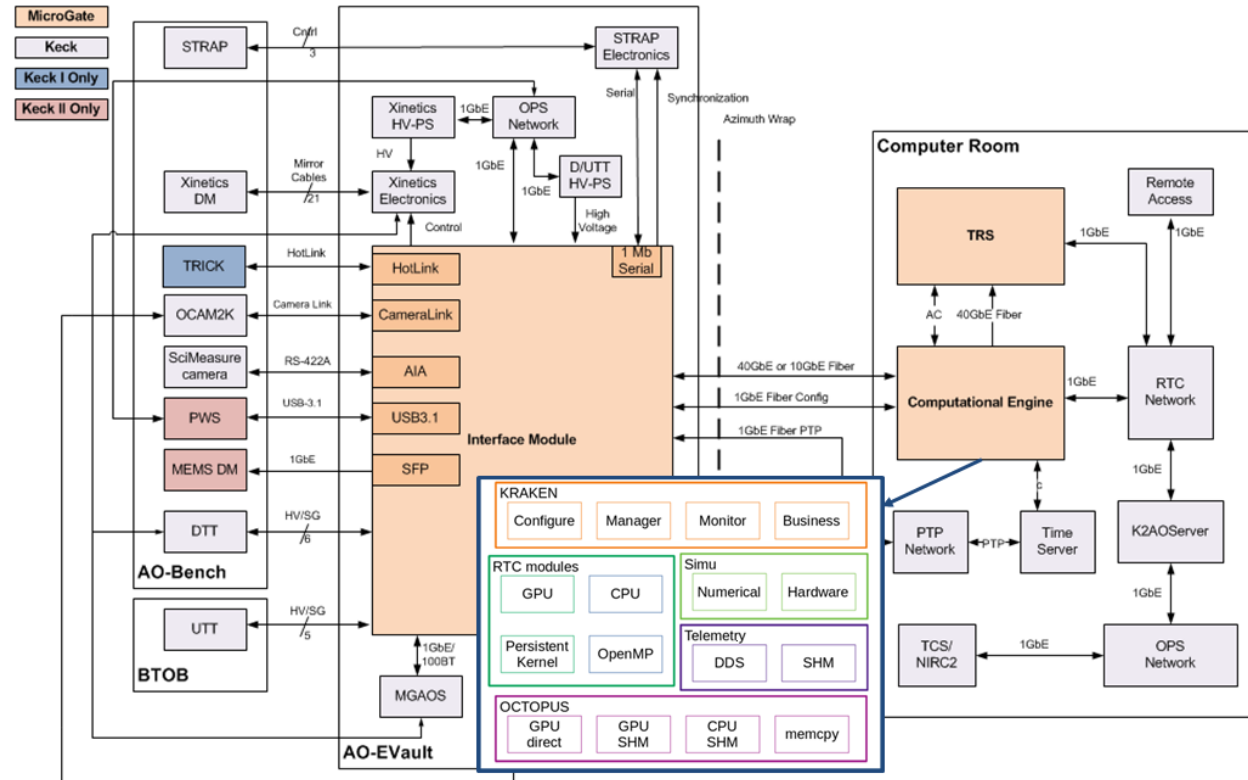 MicroGate
Keck
Keck I Only
Keck II Only
STRAP
Cntrl
3
STRAP
Electronics
Serial
Synchronization
Azimuth Wrap
Xinetics
HV-PS
1GbE
OPS
Network
HV
1GbE
1GbE
D/UTT
HV-PS
Xinetics
DM
Mirror
Cables
21
Xinetics
Electronics
Control
High
Voltage
1 Mb
Serial
TRICK
HotLink
HotLink
OCAM2K
Camera Link
CameraLink
SciMeasure
camera
RS-422A
AIA
PWS
USB-3.1
USB3.1
Interface Module
MEMS DM
1GbE
SFP
DTT
HV/SG
6
AO-Bench
UTT
HV/SG
5
BTOB
1GbE/
100BT
MGAOS
AO-EVault
40GbE or 10GbE Fiber
1GbE Fiber Config
1GbE Fiber PTP
Computer Room
TRS
1GbE
Remote
Access
1GbE
AC
40GbE Fiber
Computational Engine
1GbE
RTC
Network
1GbE
PTP
Network
PTP
Time
Server
K2AOServer
1GbE
TCS/
NIRC2
1GbE
OPS
Network
KRAKEN
Configure
Manager
Monitor
Business
RTC modules
GPU
CPU
Persistent
Kernel
OpenMP
Simu
Numerical
Hardware
Telemetry
DDS
SHM
OCTOPUS
GPU
direct
GPU
SHM
CPU
SHM
memcpy